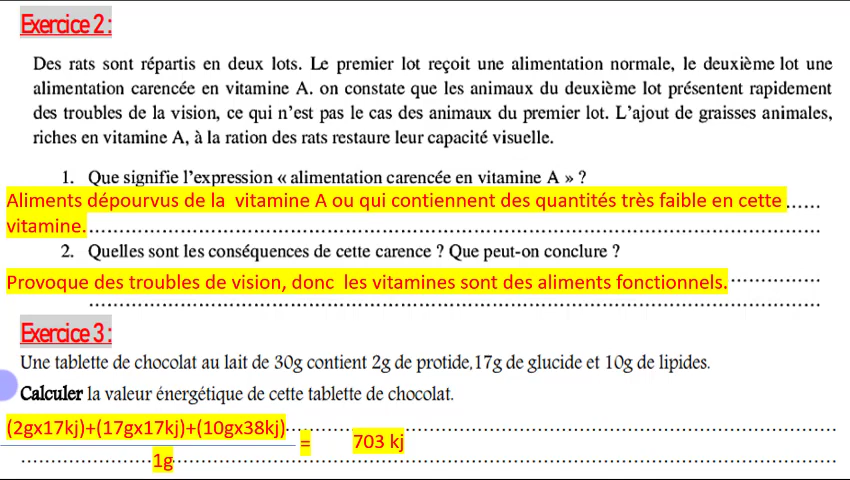 Exercice 2 :
Des rats sont répartis en deux lots. Le premier lot reçoit une alimentation normale, le deuxième lot une
alimentation carencée en vitamine A. on constate que les animaux du deuxième lot présentent rapidement
des troubles de la vision, ce qui n'est pas le cas des animaux du premier lot. L'ajout de graisses animales,
riches en vitamine A, à la ration des rats restaure leur capacité visuelle.
1. Que signifie l'expression « alimentation carencée en vitamine A » ?
Aliments dépourvus de la vitamine A ou qui contiennent des quantités très faible en cette ......
vitamine. ..............................................................................
2. Quelles sont les conséquences de cette carence ? Que peut-on conclure ?
Provoque des troubles de vision, donc les vitamines sont des aliments fonctionnels. ...............
..............................................................................
Exercice 3 :
Une tablette de chocolat au lait de 30g contient 2g de protide,17g de glucide et 10g de lipides.
Calculer la valeur énergétique de cette tablette de chocolat.
(2gx17kj)+(17gx17kj)+(10gx38kj)
= 703 kj
1g